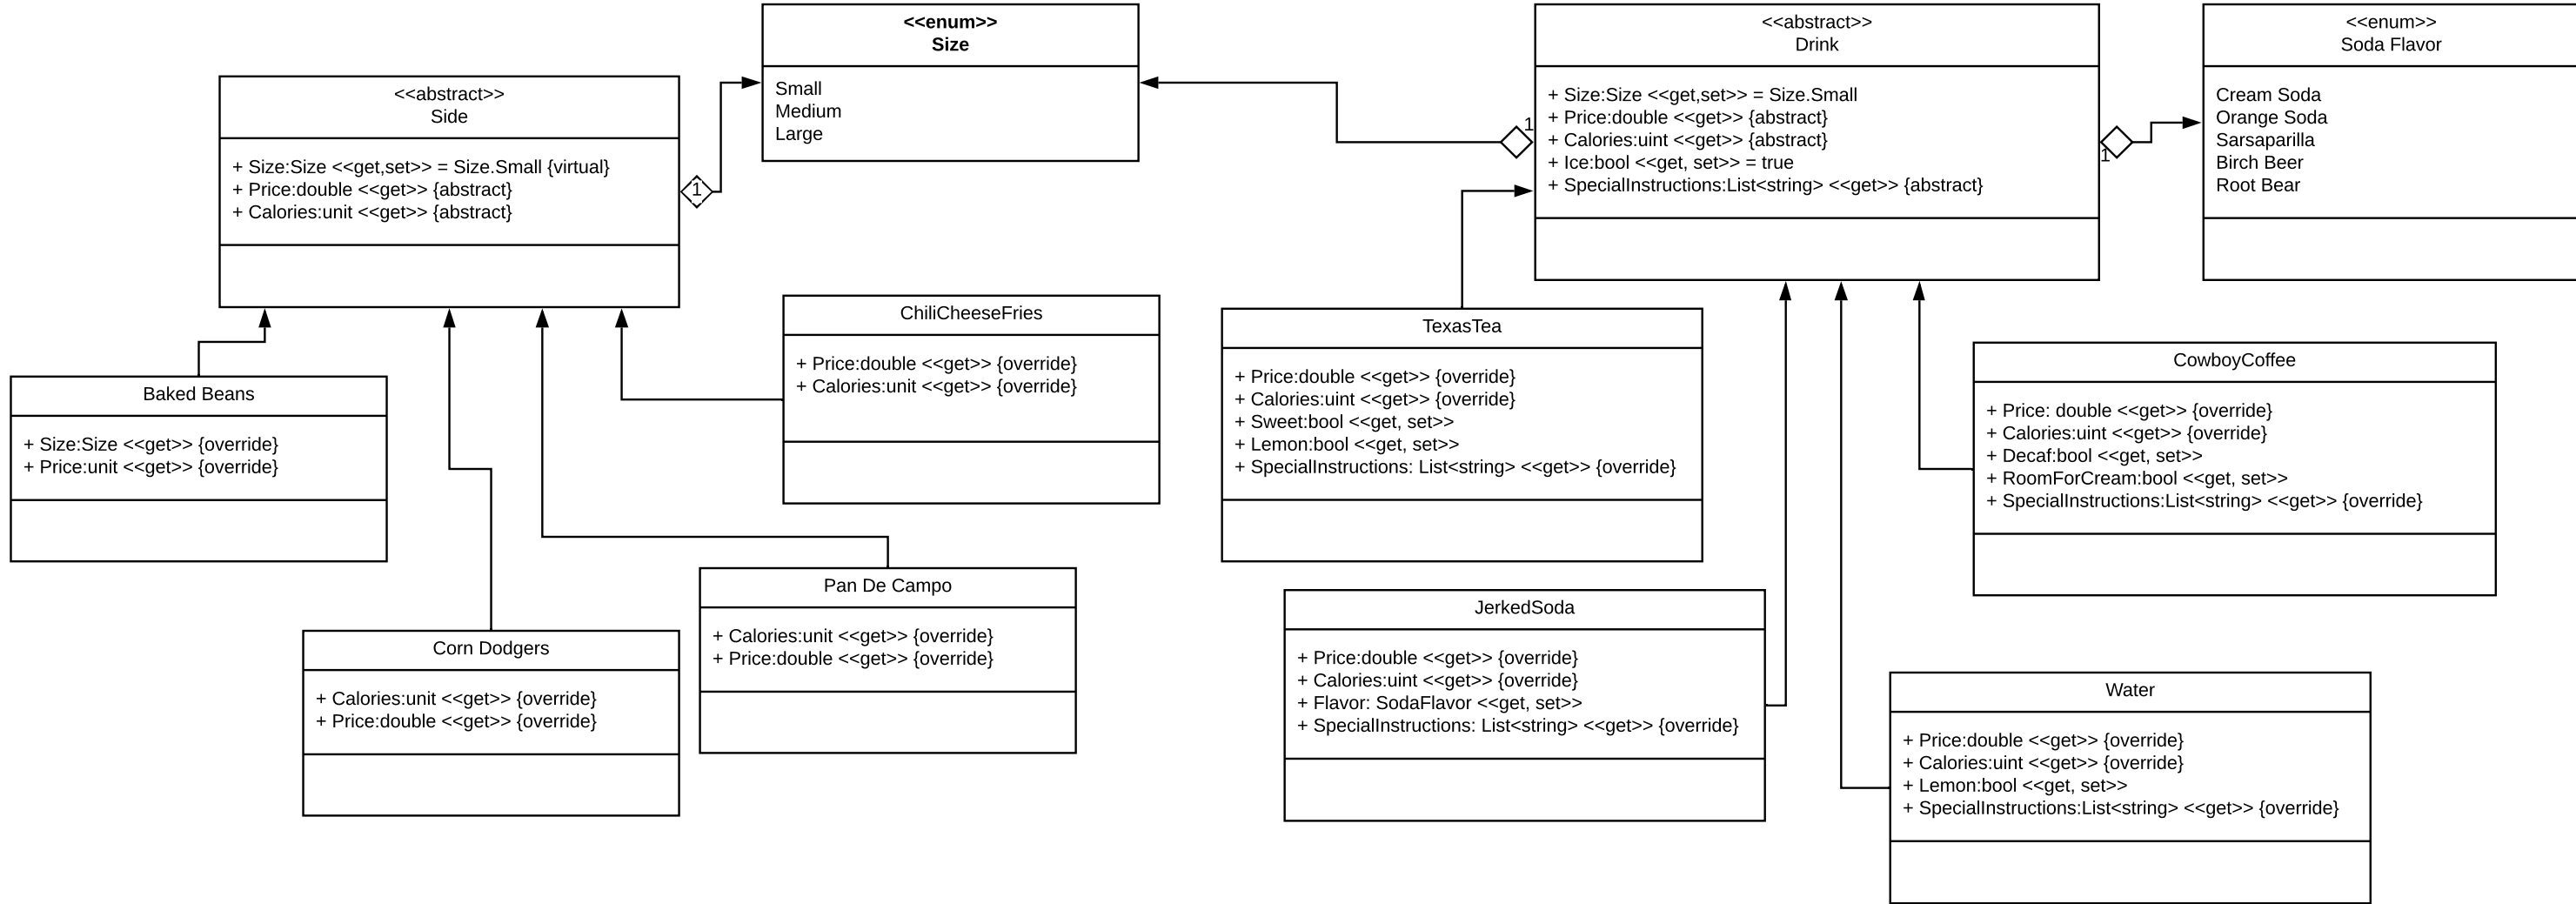 <<enum>>
Size
Small
Medium
Large
<<abstract>>
Side
+ Size:Size <<get,set>> = Size.Small {virtual}
+ Price:double <<get>> {abstract}
+ Calories:unit <<get>> {abstract}
1
<<abstract>>
Drink
+ Size:Size <<get,set>> = Size.Small
+ Price:double <<get>> {abstract}
+ Calories:uint <<get>> {abstract}
+ Ice:bool <<get, set>> = true
+ SpecialInstructions:List<string> <<get>> {abstract}
1
1
<<enum>>
Soda Flavor
Cream Soda
Orange Soda
Sarsaparilla
Birch Beer
Root Bear
Baked Beans
+ Size:Size <<get>> {override}
+ Price:unit <<get>> {override}
ChiliCheeseFries
+ Price:double <<get>> {override}
+ Calories:unit <<get>> {override}
Corn Dodgers
+ Calories:unit <<get>> {override}
+ Price:double <<get>> {override}
Pan De Campo
+ Calories:unit <<get>> {override}
+ Price:double <<get>> {override}
TexasTea
+ Price:double <<get>> {override}
+ Calories:uint <<get>> {override}
+ Sweet:bool <<get, set>>
+ Lemon:bool <<get, set>>
+ SpecialInstructions: List<string> <<get>> {override}
CowboyCoffee
+ Price: double <<get>> {override}
+ Calories:uint <<get>> {override}
+ Decaf:bool <<get, set>>
+ RoomForCream:bool <<get, set>>
+ SpecialInstructions:List<string> <<get>> {override}
JerkedSoda
+ Price:double <<get>> {override}
+ Calories:uint <<get>> {override}
+ Flavor: SodaFlavor <<get, set>>
+ SpecialInstructions: List<string> <<get>> {override}
Water
+ Price:double <<get>> {override}
+ Calories:uint <<get>> {override}
+ Lemon:bool <<get, set>>
+ SpecialInstructions:List<string> <<get>> {override}